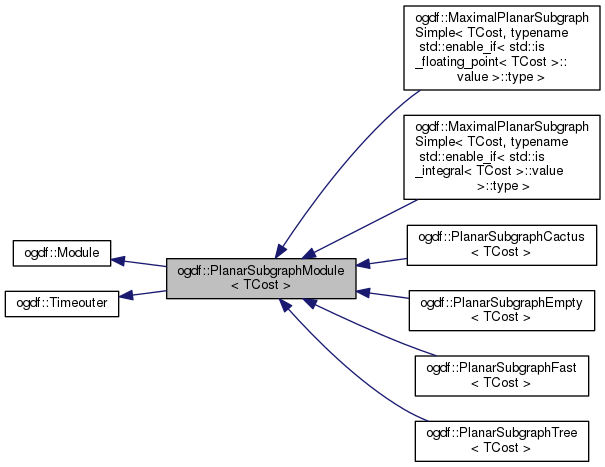 ogdf::MaximalPlanarSubgraph
Simple< TCost, typename
std::enable_if< std::is
_floating_point< TCost >::
value >::type >
ogdf::MaximalPlanarSubgraph
Simple< TCost, typename
std::enable_if< std::is
_integral< TCost >::value
>::type >
ogdf::Module
ogdf::Timeouter
ogdf::PlanarSubgraphModule
< TCost >
ogdf::PlanarSubgraphCactus
< TCost >
ogdf::PlanarSubgraphEmpty
< TCost >
ogdf::PlanarSubgraphFast
< TCost >
ogdf::PlanarSubgraphTree
< TCost >